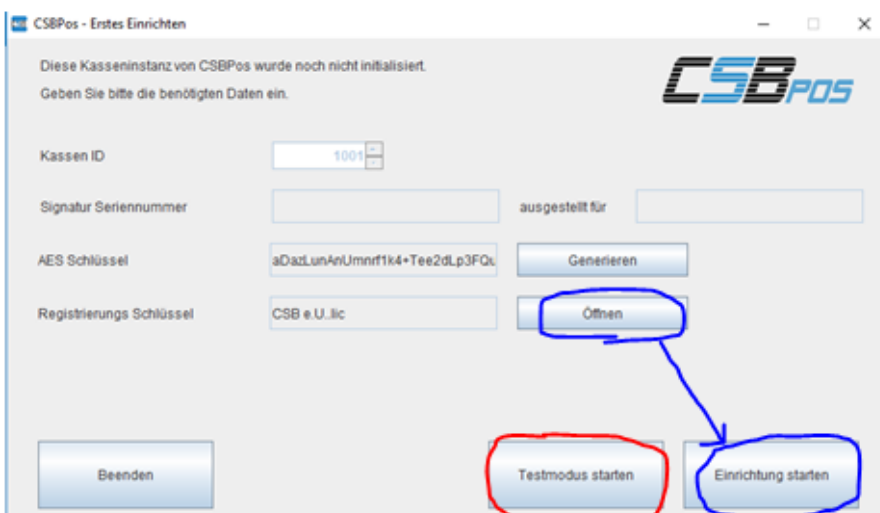 CSBPos - Erstes Einrichten
Diese Kasseninstanz von CSBPos wurde noch nicht initialisiert.
Geben Sie bitte die benötigten Daten ein.
CSBPOS
Kassen ID 1001
Signatur Seriennummer ausgestellt für
AES Schlüssel aDazLunAnUmnrf1k4+Tee2dLp3FQu Generieren
Registrierungs Schlüssel CSB e.U..lic Öffnen
Beenden Testmodus starten Einrichtung starten